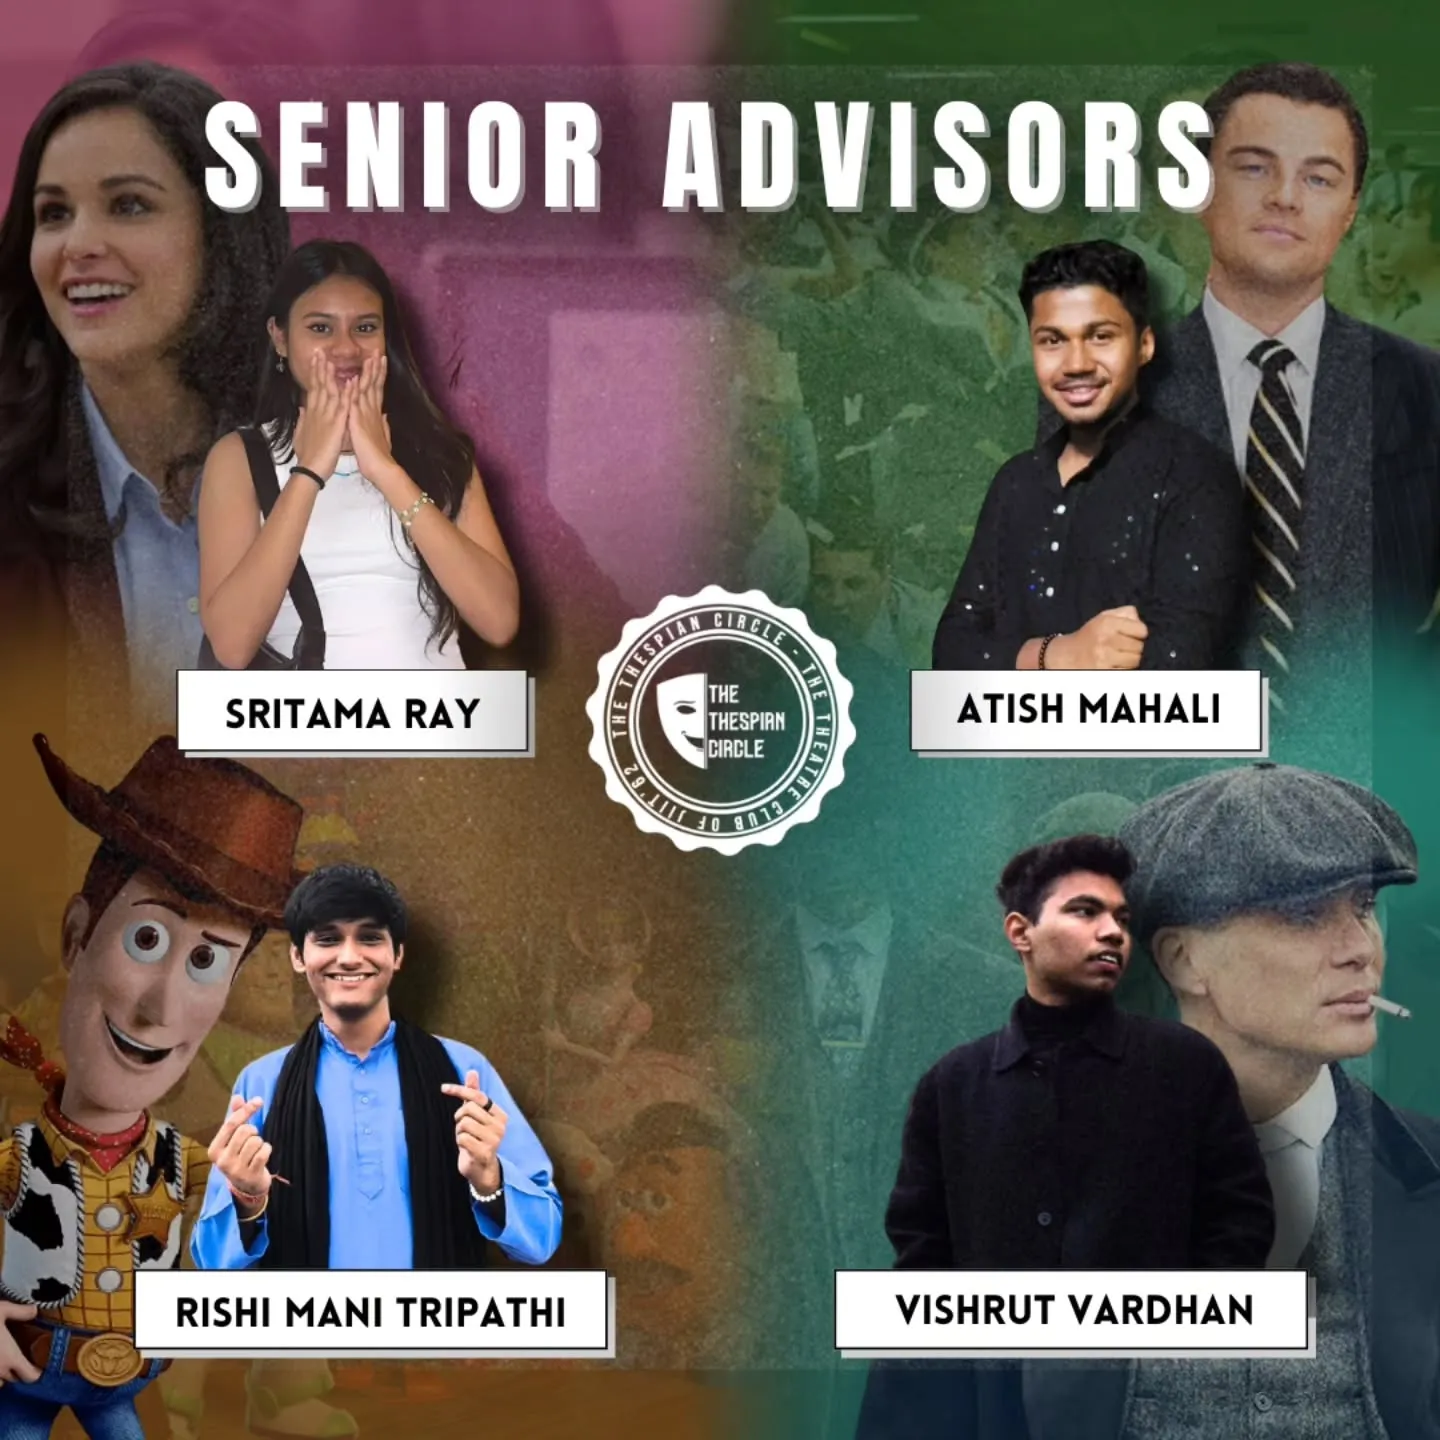 SENIOR ADVISORS
SRITAMA RAY
ATISH MAHALI
THE THESPIAN CIRCLE - THE THEATRE CLUB OF JIIT'62
THE
THESPIAN
CIRCLE
RISHI MANI TRIPATHI
VISHRUT VARDHAN